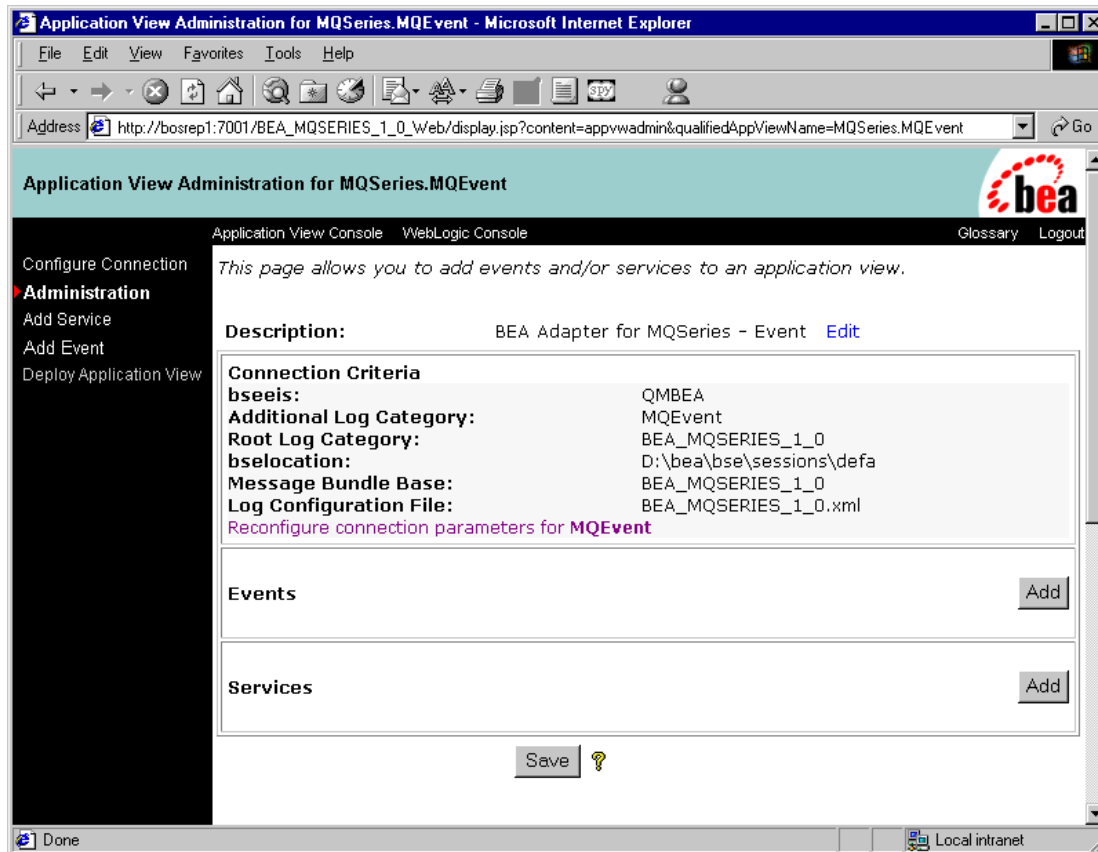 Application View Administration for MQSeries.MQEvent - Microsoft Internet Explorer
File Edit View Favorites Tools Help
SPY
Address http://bosrep1:7001/BEA_MQSERIES_1_0_Web/display.jsp?content=appvwadmin&qualifiedAppViewName=MQSeries.MQEvent Go
Application View Administration for MQSeries.MQEvent
bea
Application View Console WebLogic Console Glossary Logout
Configure Connection
Administration
Add Service
Add Event
Deploy Application View
This page allows you to add events and/or services to an application view.
Description: BEA Adapter for MQSeries - Event Edit
Connection Criteria
bseeis: QMBEA
Additional Log Category: MQEvent
Root Log Category: BEA_MQSERIES_1_0
bselocation: D:\bea\bse\sessions\defa
Message Bundle Base: BEA_MQSERIES_1_0
Log Configuration File: BEA_MQSERIES_1_0.xml
Reconfigure connection parameters for MQEvent
Events Add
Services Add
Save ?
Done Local intranet